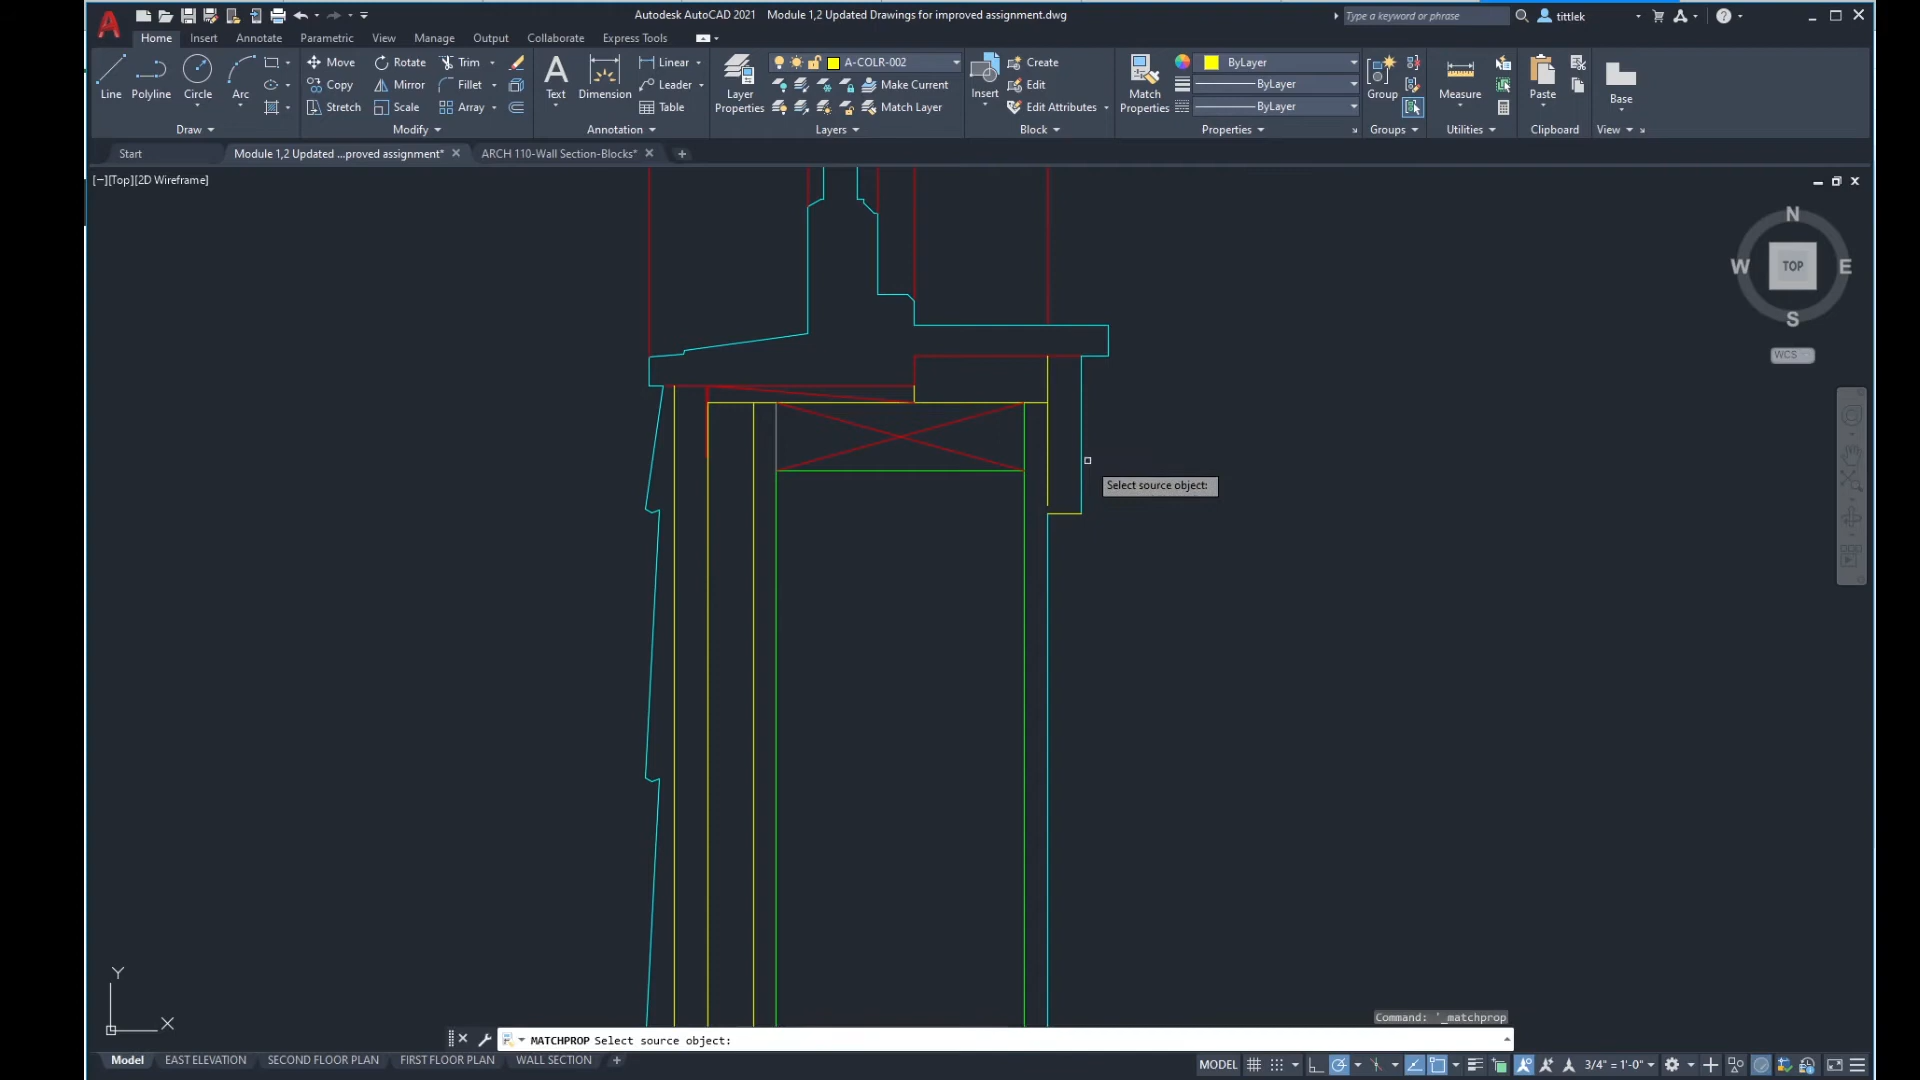 Autodesk AutoCAD 2021 Module 1,2 Updated Drawings for improved assignment.dwg
Type a keyword or phrase
tittlek
Home Insert Annotate Parametric View Manage Output Collaborate Express Tools
Line Polyline Circle Arc
Move Rotate Trim
Copy Mirror Fillet
Stretch Scale Array
Text Dimension
Linear
Leader
Table
Layer Properties
A-COLR-002
Make Current
Match Layer
Insert
Create
Edit
Edit Attributes
Match Properties
ByLayer
ByLayer
ByLayer
Group
Measure
Paste
Base
Draw Modify Annotation Layers Block Properties Groups Utilities Clipboard View
Start Module 1,2 Updated ...proved assignment* ARCH 110-Wall Section-Blocks*
[−][Top][2D Wireframe]
N
W TOP E
S
WCS
Select source object:
Y
X
Command: '_matchprop
MATCHPROP Select source object:
Model EAST ELEVATION SECOND FLOOR PLAN FIRST FLOOR PLAN WALL SECTION
MODEL 3/4" = 1'-0"